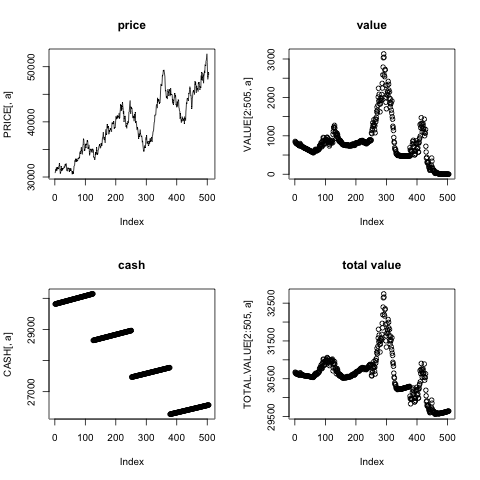 price
PRICE[, a]
30000 40000 50000
0 100 200 300 400 500
Index
value
VALUE[2:505, a]
0 1000 2000 3000
0 100 200 300 400 500
Index
cash
CASH[, a]
27000 29000
0 100 200 300 400 500
Index
total value
TOTAL.VALUE[2:505, a]
29500 30500 31500 32500
0 100 200 300 400 500
Index